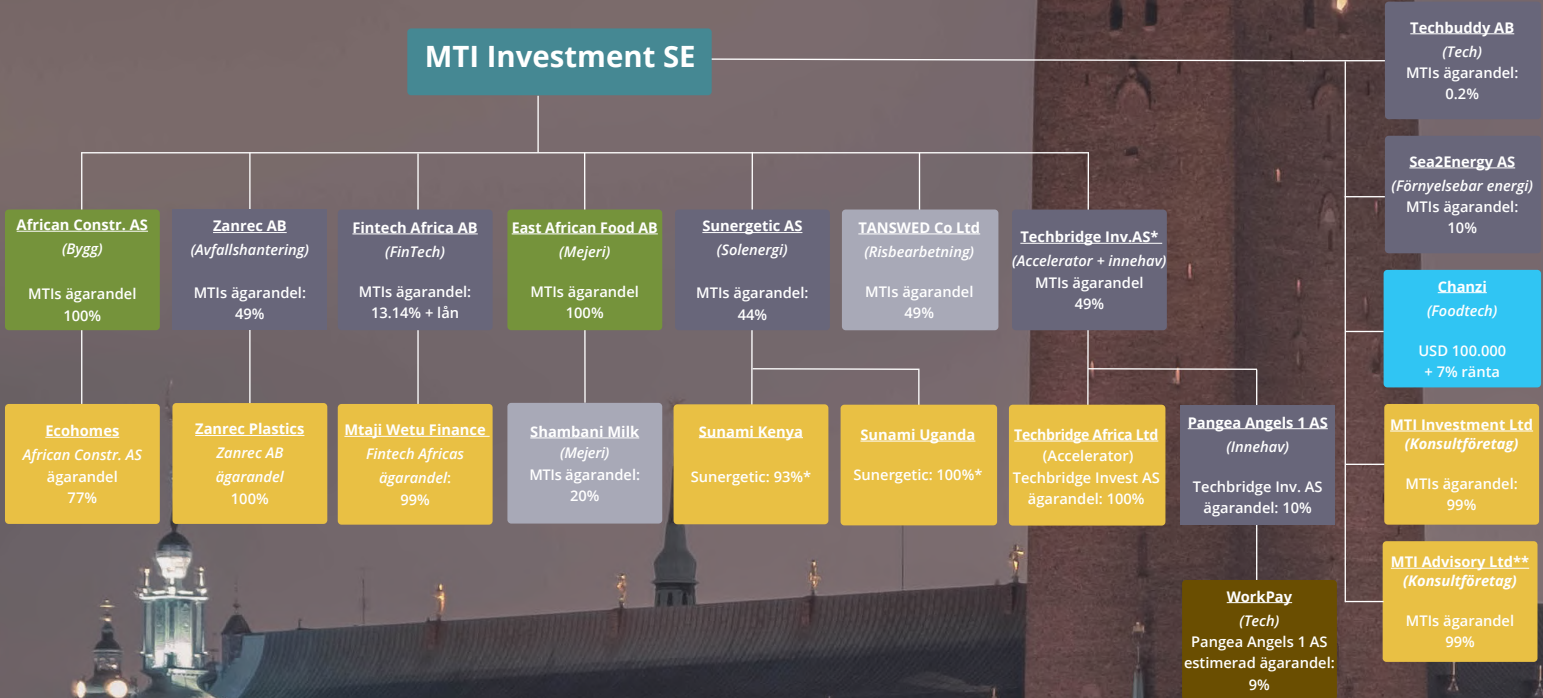 MTI Investment SE
Techbuddy AB
(Tech)
MTIs ägarandel:
0.2%
Sea2Energy AS
(Förnyelsebar energi)
MTIs ägarandel:
10%
African Constr. AS
(Bygg)
MTIs ägarandel
100%
Zanrec AB
(Avfallshantering)
MTIs ägarandel:
49%
Fintech Africa AB
(FinTech)
MTIs ägarandel:
13.14% + lån
East African Food AB
(Mejeri)
MTIs ägarandel
100%
Sunergetic AS
(Solenergi)
MTIs ägarandel:
44%
TANSWED Co Ltd
(Risbearbetning)
MTIs ägarandel
49%
Techbridge Inv.AS*
(Accelerator + innehav)
MTIs ägarandel
49%
Chanzi
(Foodtech)
USD 100.000
+ 7% ränta
Ecohomes
African Constr. AS
ägarandel
77%
Zanrec Plastics
Zanrec AB
ägarandel
100%
Mtaji Wetu Finance
Fintech Africas
ägarandel:
99%
Shambani Milk
(Mejeri)
MTIs ägarandel:
20%
Sunami Kenya
Sunergetic: 93%*
Sunami Uganda
Sunergetic: 100%*
Techbridge Africa Ltd
(Accelerator)
Techbridge Invest AS
ägarandel: 100%
Pangea Angels 1 AS
(Innehav)
Techbridge Inv. AS
ägarandel: 10%
MTI Investment Ltd
(Konsultföretag)
MTIs ägarandel:
99%
WorkPay
(Tech)
Pangea Angels 1 AS
estimerad ägarandel:
9%
MTI Advisory Ltd**
(Konsultföretag)
MTIs ägarandel
99%